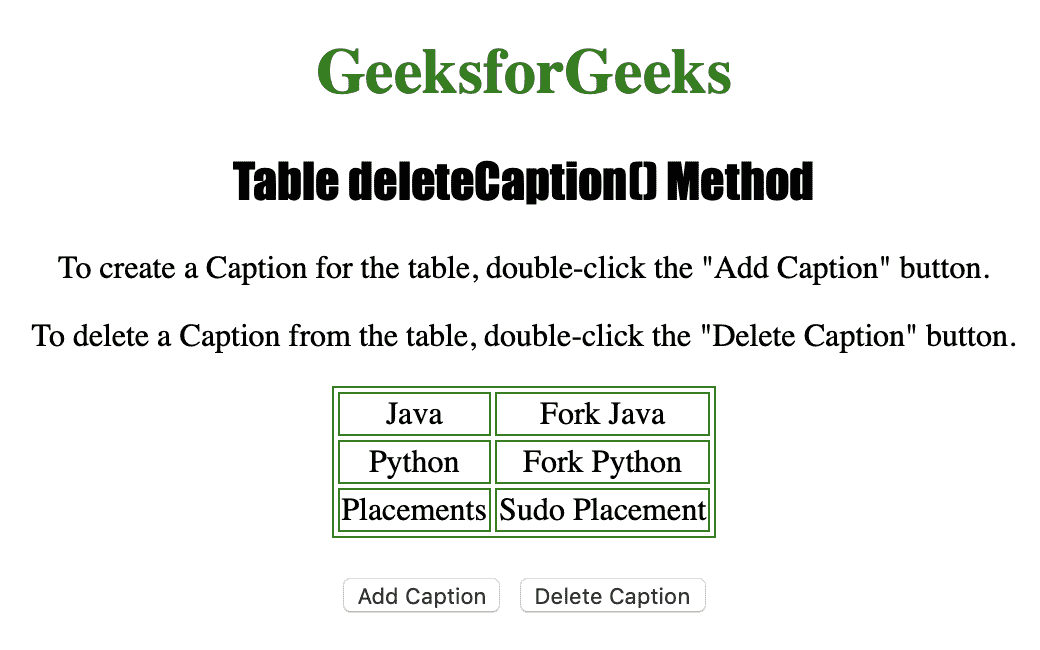 GeeksforGeeks
Table deleteCaption() Method
To create a Caption for the table, double-click the "Add Caption" button.
To delete a Caption from the table, double-click the "Delete Caption" button.
Java Fork Java
Python Fork Python
Placements Sudo Placement
Add Caption Delete Caption